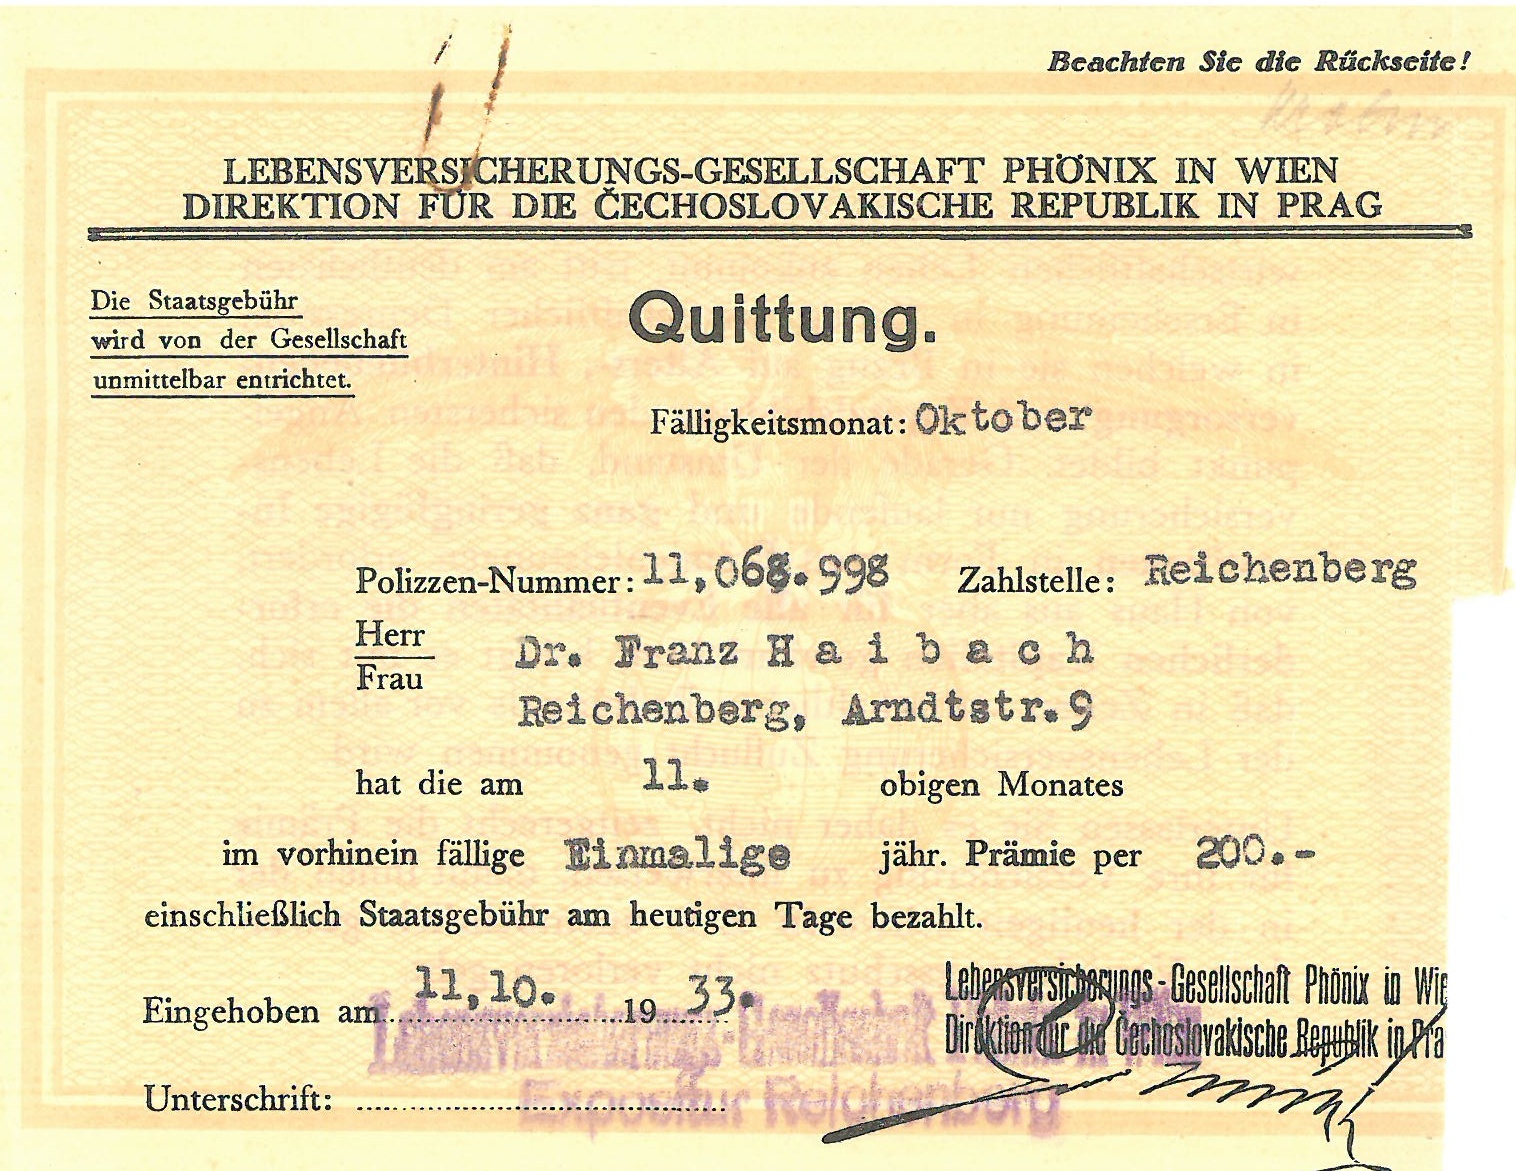 Beachten Sie die Rückseite!
LEBENSVERSICHERUNGS-GESELLSCHAFT PHÖNIX IN WIEN
DIREKTION FÜR DIE ČECHOSLOVAKISCHE REPUBLIK IN PRAG
Die Staatsgebühr
wird von der Gesellschaft
unmittelbar entrichtet.
Quittung.
Fälligkeitsmonat: Oktober
Polizzen-Nummer: 11,068.998 Zahlstelle: Reichenberg
Herr
Frau
Dr. Franz H a i b a c h
Reichenberg, Arndtstr.9
hat die am 11. obigen Monates
im vorhinein fällige Einmalige jähr. Prämie per 200.-
einschließlich Staatsgebühr am heutigen Tage bezahlt.
Eingehoben am 11,10. 19 33.
Lebensversicherungs-Gesellschaft Phönix in Wie
Direktion für die Čechoslovakische Republik in Pra
Expositur Reichenberg
Unterschrift: